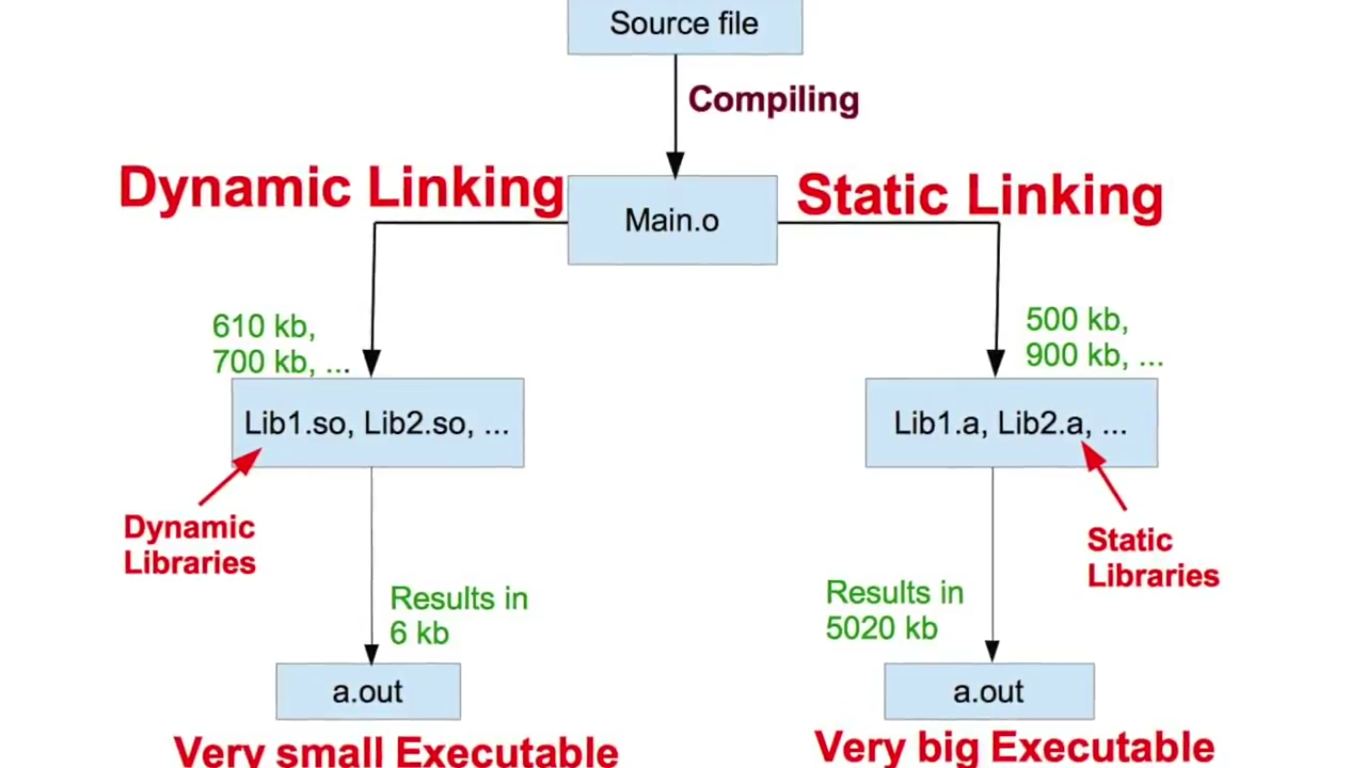 Source file
Compiling
Dynamic Linking
Static Linking
Main.o
610 kb,
700 kb, ...
500 kb,
900 kb, ...
Lib1.so, Lib2.so, ...
Lib1.a, Lib2.a, ...
Dynamic
Libraries
Static
Libraries
Results in
6 kb
Results in
5020 kb
a.out
a.out
Very small Executable
Very big Executable